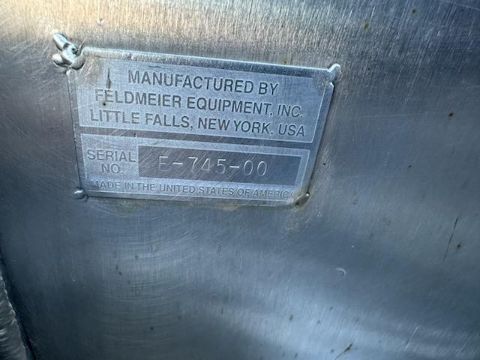 MANUFACTURED BY
FELDMEIER EQUIPMENT, INC.
LITTLE FALLS, NEW YORK, USA
SERIAL NO. E-745-00
MADE IN THE UNITED STATES OF AMERICA